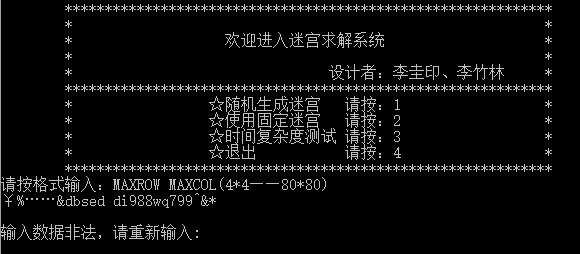 ************************************************************
* 欢迎进入迷宫求解系统 *
* *
* 设计者：李圭印、李竹林 *
************************************************************
* ☆随机生成迷宫 请按：1 *
* ☆使用固定迷宫 请按：2 *
* ☆时间复杂度测试 请按：3 *
* ☆退出 请按：4 *
************************************************************
请按格式输入：MAXROW MAXCOL(4*4——80*80)
￥%……&dbsed di988wq799^&*
输入数据非法，请重新输入: